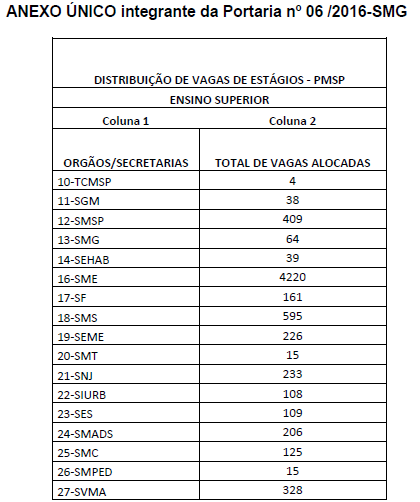 ANEXO ÚNICO integrante da Portaria nº 06 /2016-SMG
DISTRIBUIÇÃO DE VAGAS DE ESTÁGIOS - PMSP
ENSINO SUPERIOR
Coluna 1 Coluna 2
ORGÃOS/SECRETARIAS TOTAL DE VAGAS ALOCADAS
10-TCMSP 4
11-SGM 38
12-SMSP 409
13-SMG 64
14-SEHAB 39
16-SME 4220
17-SF 161
18-SMS 595
19-SEME 226
20-SMT 15
21-SNJ 233
22-SIURB 108
23-SES 109
24-SMADS 206
25-SMC 125
26-SMPED 15
27-SVMA 328